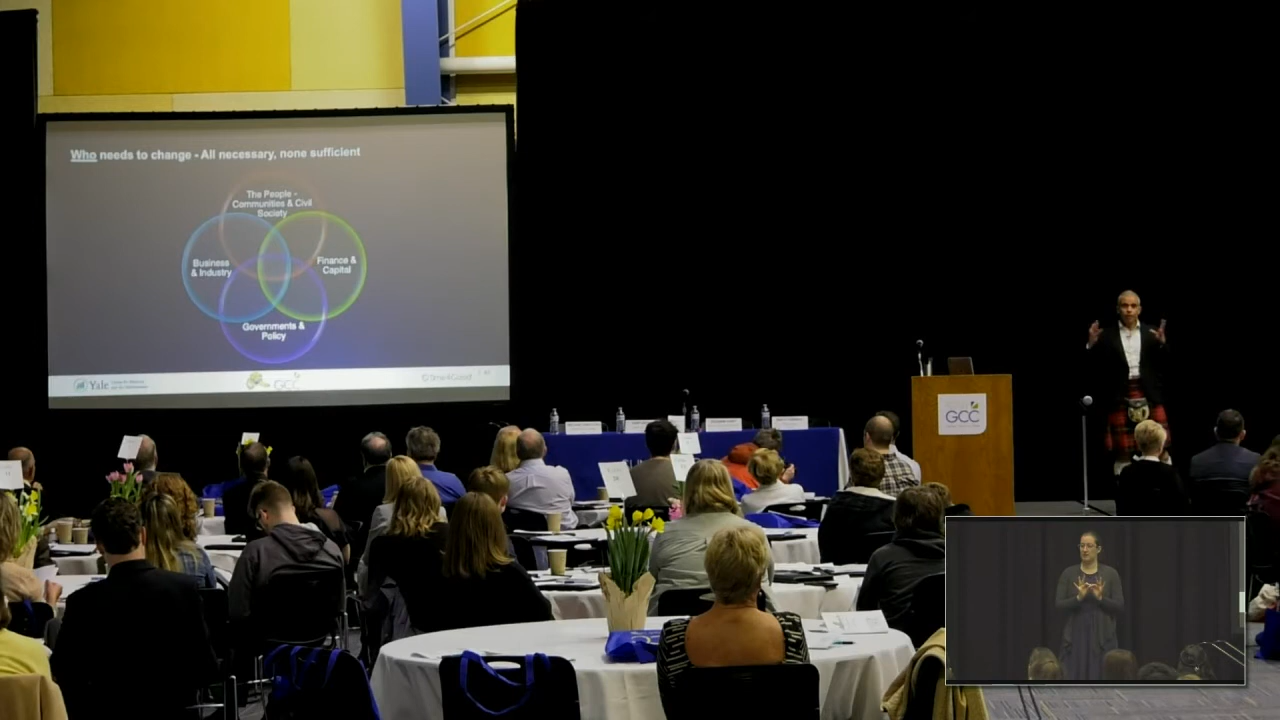 Who needs to change - All necessary, none sufficient
The People -
Communities & Civil
Society
Business
& Industry
Finance &
Capital
Governments &
Policy
Yale
GCC
GCC